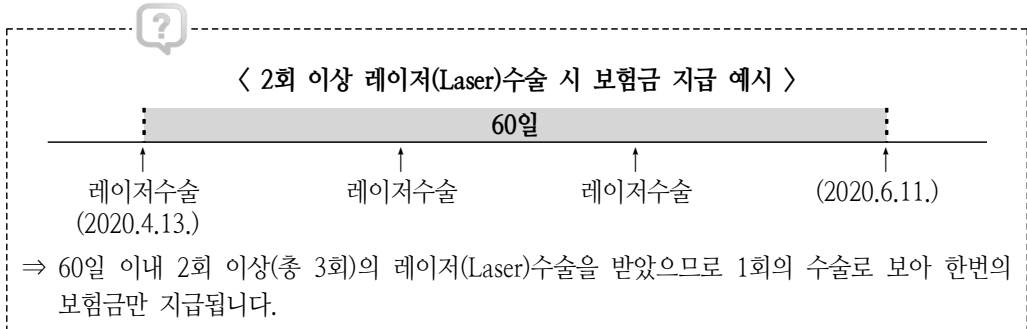 ?
〈 2회 이상 레이저(Laser)수술 시 보험금 지급 예시 〉
60일
레이저수술 레이저수술 레이저수술 (2020.6.11.)
(2020.4.13.)
⇒ 60일 이내 2회 이상(총 3회)의 레이저(Laser)수술을 받았으므로 1회의 수술로 보아 한번의
보험금만 지급됩니다.